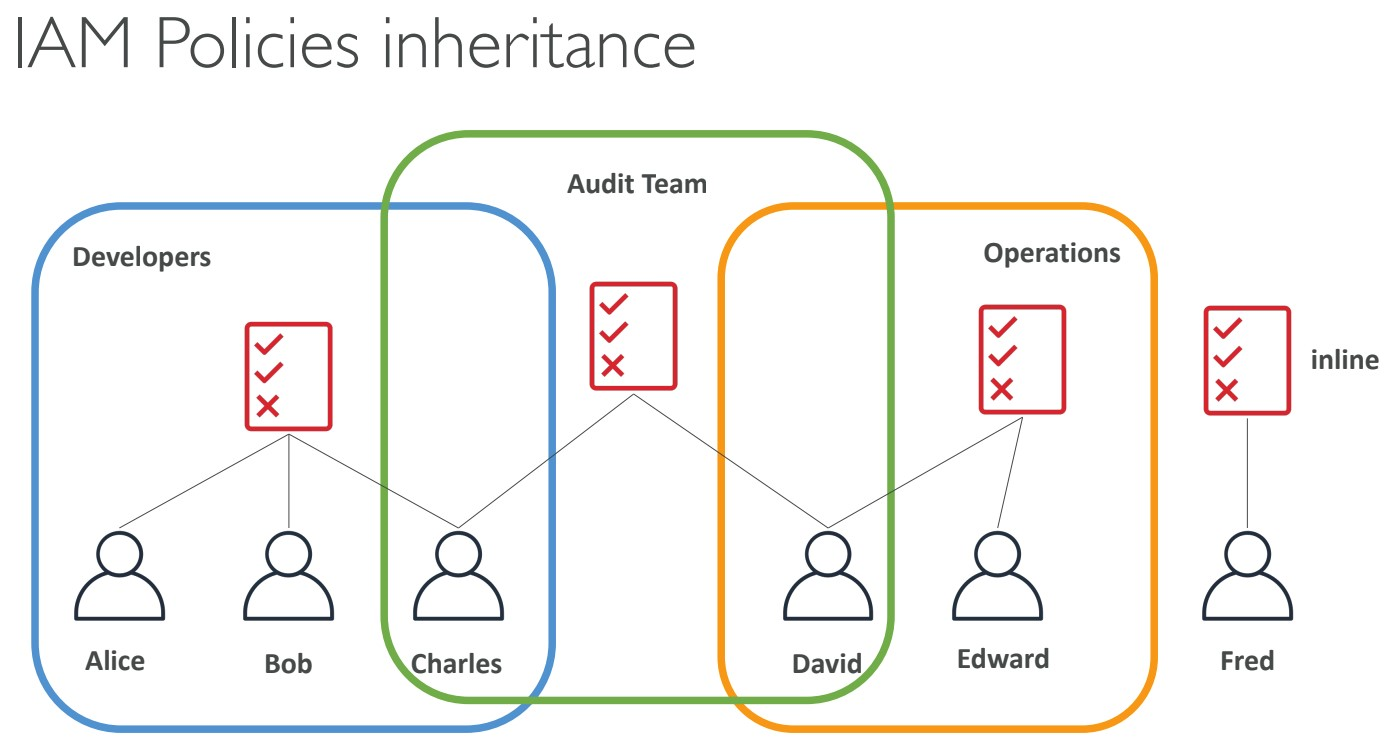 IAM Policies inheritance
Audit Team
Developers
Operations
inline
Alice
Bob
Charles
David
Edward
Fred